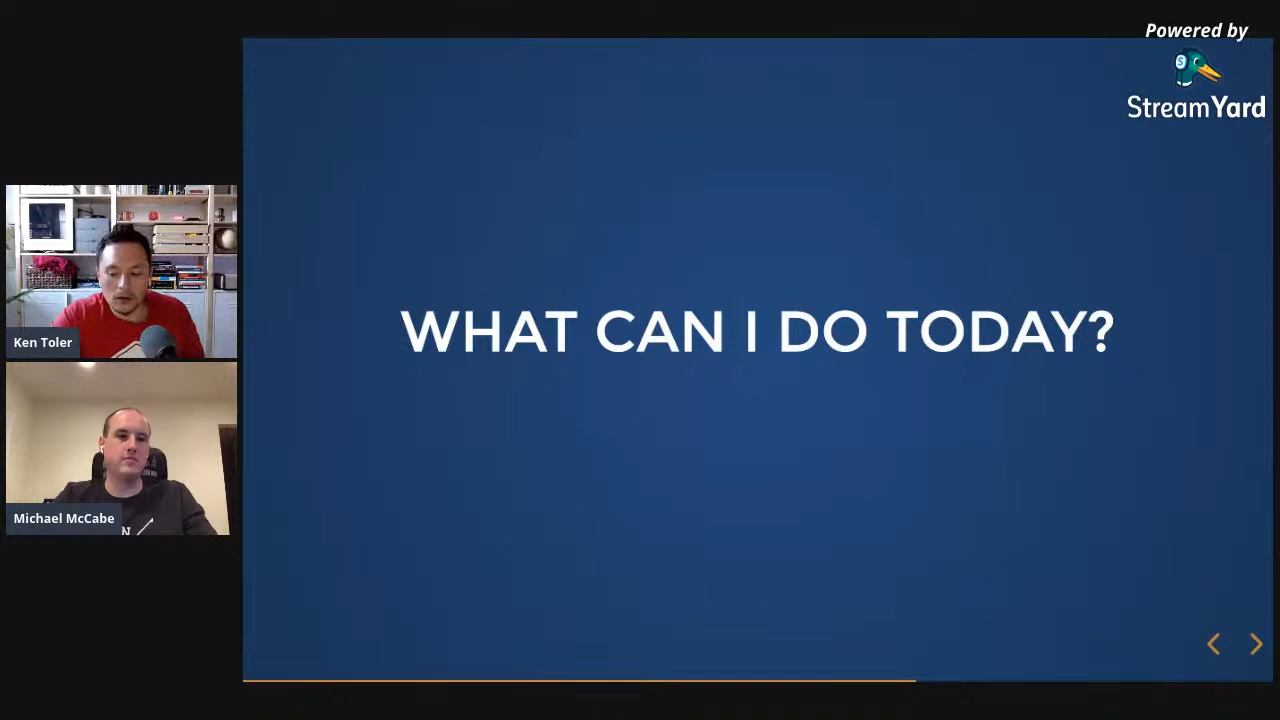 Powered by
StreamYard
Ken Toler
WHAT CAN I DO TODAY?
Michael McCabe
N